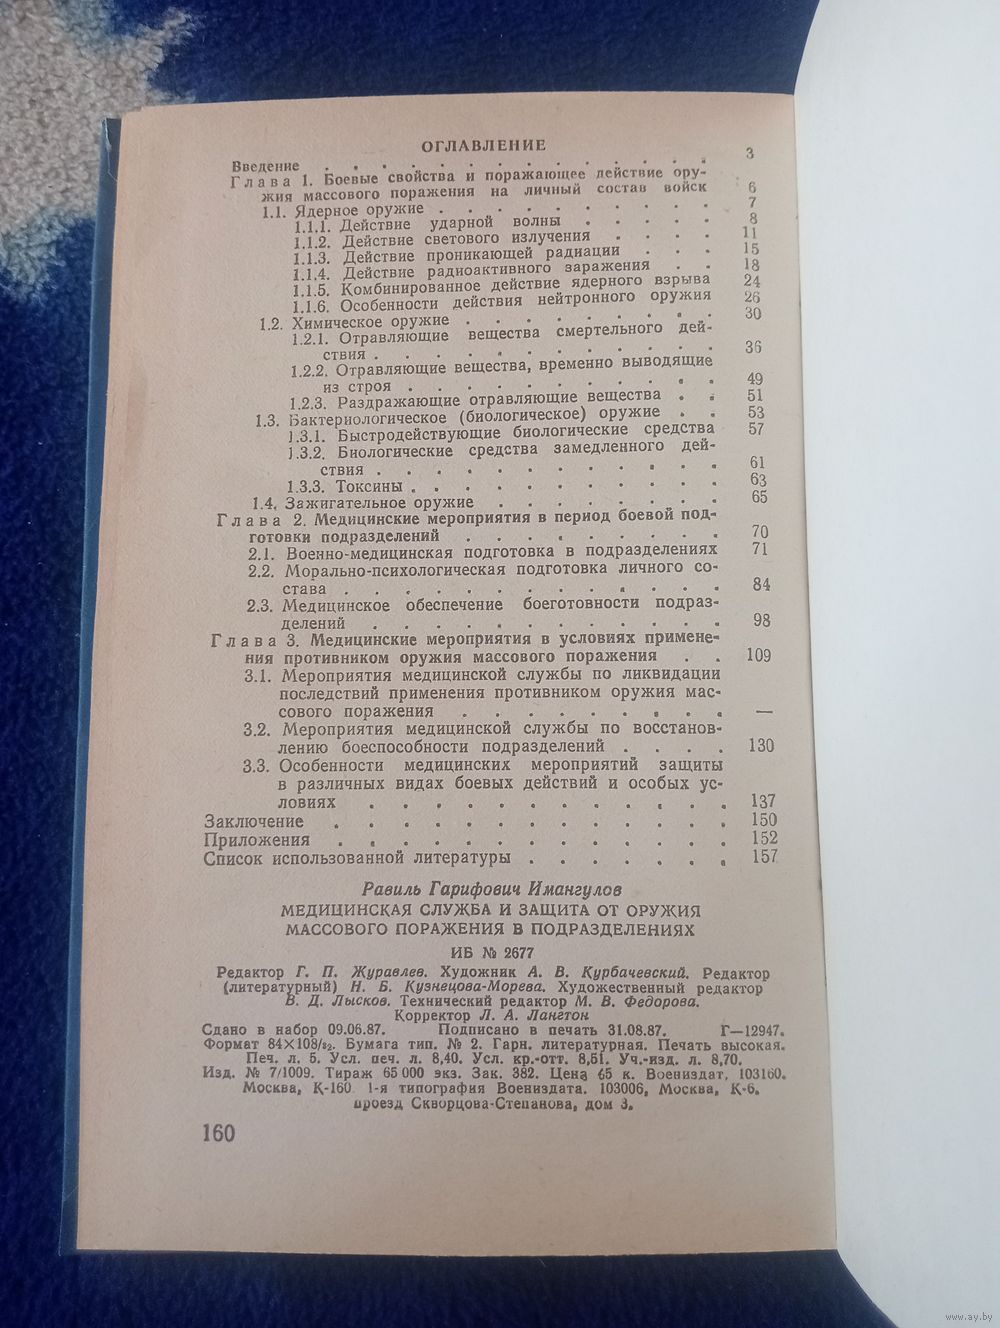 ОГЛАВЛЕНИЕ
Введение . . . . . . . . . . . . . 3
Глава 1. Боевые свойства и поражающее действие ору-
жия массового поражения на личный состав войск 6
1.1. Ядерное оружие . . . . . . . . . . 7
1.1.1. Действие ударной волны . . . . . 8
1.1.2. Действие светового излучения . . . . 11
1.1.3. Действие проникающей радиации . . . 15
1.1.4. Действие радиоактивного заражения . . 18
1.1.5. Комбинированное действие ядерного взрыва 24
1.1.6. Особенности действия нейтронного оружия 26
1.2. Химическое оружие . . . . . . . . . 30
1.2.1. Отравляющие вещества смертельного дей-
ствия . . . . . . . . . . . . 36
1.2.2. Отравляющие вещества, временно выводящие
из строя . . . . . . . . . . . 49
1.2.3. Раздражающие отравляющие вещества . . 51
1.3. Бактериологическое (биологическое) оружие . . 53
1.3.1. Быстродействующие биологические средства 57
1.3.2. Биологические средства замедленного дей-
ствия . . . . . . . . . . . . 61
1.3.3. Токсины . . . . . . . . . . . 63
1.4. Зажигательное оружие . . . . . . . . 65
Глава 2. Медицинские мероприятия в период боевой под-
готовки подразделений . . . . . . . . . 70
2.1. Военно-медицинская подготовка в подразделениях 71
2.2. Морально-психологическая подготовка личного со-
става . . . . . . . . . . . . . 84
2.3. Медицинское обеспечение боеготовности подраз-
делений . . . . . . . . . . . . 98
Глава 3. Медицинские мероприятия в условиях примене-
ния противником оружия массового поражения . . 109
3.1. Мероприятия медицинской службы по ликвидации
последствий применения противником оружия мас-
сового поражения . . . . . . . . . —
3.2. Мероприятия медицинской службы по восстанов-
лению боеспособности подразделений . . . . 130
3.3. Особенности медицинских мероприятий защиты
в различных видах боевых действий и особых ус-
ловиях . . . . . . . . . . . . 137
Заключение . . . . . . . . . . . . . 150
Приложения . . . . . . . . . . . . . 152
Список использованной литературы . . . . . . . 157
Равиль Гарифович Имангулов
МЕДИЦИНСКАЯ СЛУЖБА И ЗАЩИТА ОТ ОРУЖИЯ
МАССОВОГО ПОРАЖЕНИЯ В ПОДРАЗДЕЛЕНИЯХ
ИБ № 2677
Редактор Г. П. Журавлев. Художник А. В. Курбачевский. Редактор
(литературный) Н. Б. Кузнецова-Морева. Художественный редактор
В. Д. Лысков. Технический редактор М. В. Федорова.
Корректор Л. А. Лангтон
Сдано в набор 09.06.87. Подписано в печать 31.08.87. Г—12947.
Формат 84×108/32. Бумага тип. № 2. Гарн. литературная. Печать высокая.
Печ. л. 5. Усл. печ. л. 8,40. Усл. кр.-отт. 8,61. Уч.-изд. л. 8,70.
Изд. № 7/1009. Тираж 65 000 экз. Зак. 382. Цена 65 к. Воениздат, 103160.
Москва, К-160. 1-я типография Воениздата. 103006, Москва, К-6.
проезд Скворцова-Степанова, дом 3.
160
www.ay.by